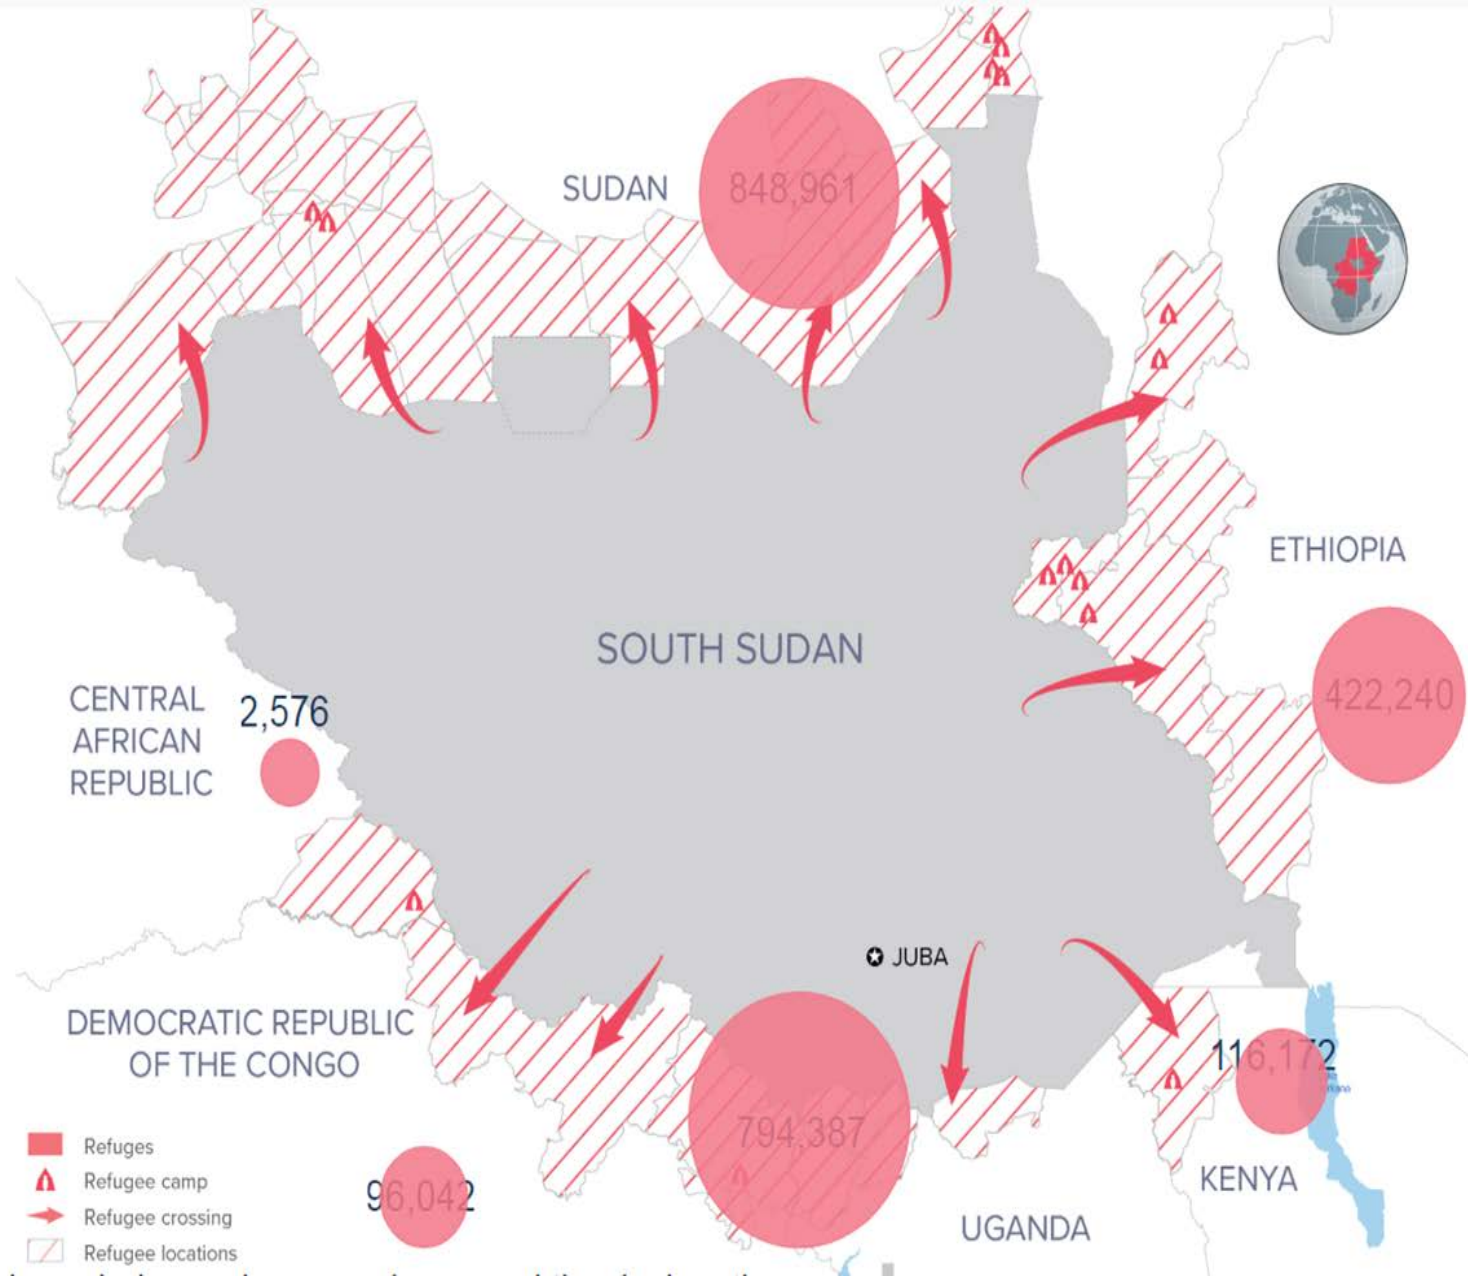 SUDAN
848,961
ETHIOPIA
SOUTH SUDAN
422,240
CENTRAL
AFRICAN
REPUBLIC
2,576
JUBA
DEMOCRATIC REPUBLIC
OF THE CONGO
116,172
794,387
96,042
KENYA
UGANDA
Refuges
Refugee camp
Refugee crossing
Refugee locations